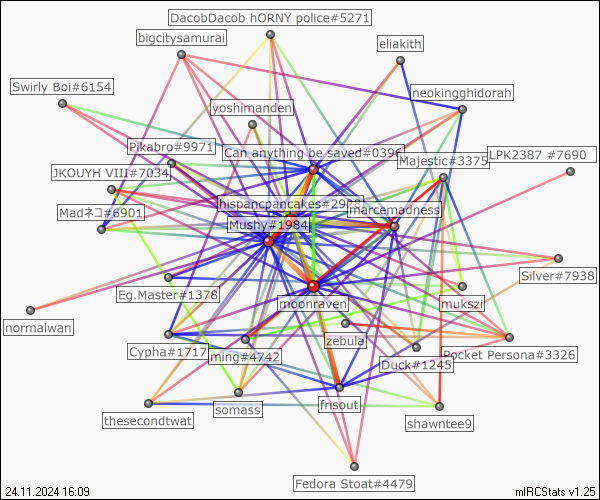 DacobDacob hORNY police#5271
bigcitysamurai
eliakith
Swirly Boi#6154
neokingghidorah
yoshimanden
Pikabro#9971
Can anything be saved#0396
Majestic#3375
LPK2387 #7690
JKOUYH VIII#7034
hispancpancakes#2928
Madネコ#6901
marcemadness
Mushy#1984
Silver#7938
Eg.Master#1378
moonraven
mukszi
normalwan
zebula
Cypha#1717
ming#4742
Duck#1245
Pocket Persona#3326
thesecondtwat
somass
frisout
shawntee9
Fedora Stoat#4479
24.11.2024 16:09
mIRCStats v1.25